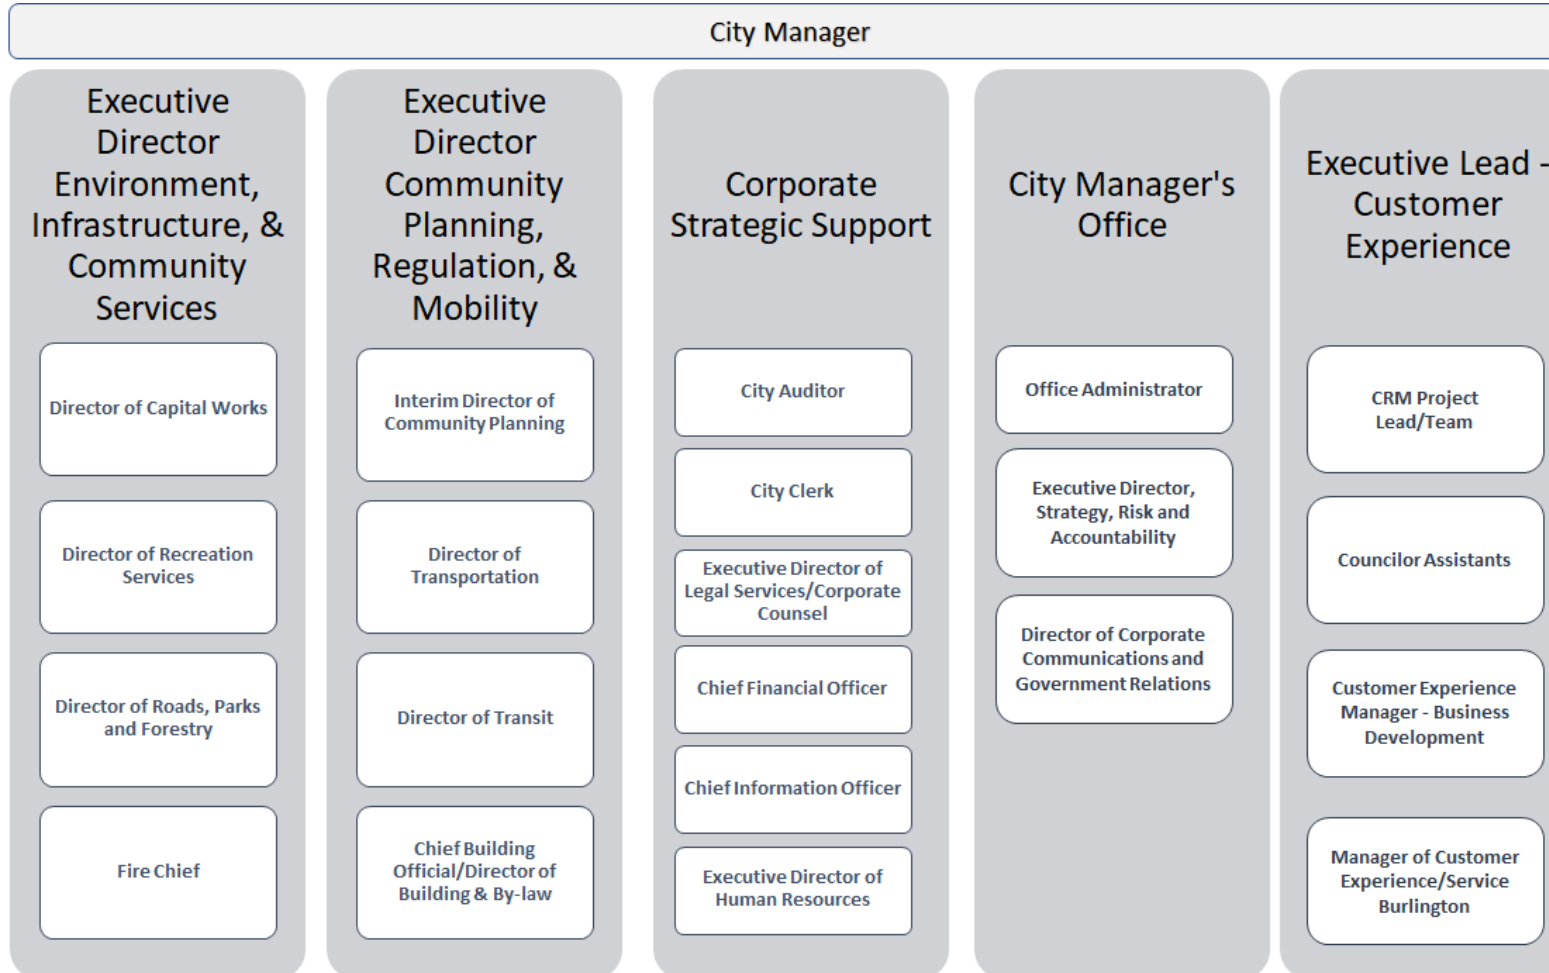 City Manager
Executive
Director
Environment,
Infrastructure, &
Community
Services
Director of Capital Works
Director of Recreation
Services
Director of Roads, Parks
and Forestry
Fire Chief
Executive
Director
Community
Planning,
Regulation, &
Mobility
Interim Director of
Community Planning
Director of
Transportation
Director of Transit
Chief Building
Official/Director of
Building & By-law
Corporate
Strategic Support
City Auditor
City Clerk
Executive Director of
Legal Services/Corporate
Counsel
Chief Financial Officer
Chief Information Officer
Executive Director of
Human Resources
City Manager's
Office
Office Administrator
Executive Director,
Strategy, Risk and
Accountability
Director of Corporate
Communications and
Government Relations
Executive Lead -
Customer
Experience
CRM Project
Lead/Team
Councilor Assistants
Customer Experience
Manager - Business
Development
Manager of Customer
Experience/Service
Burlington